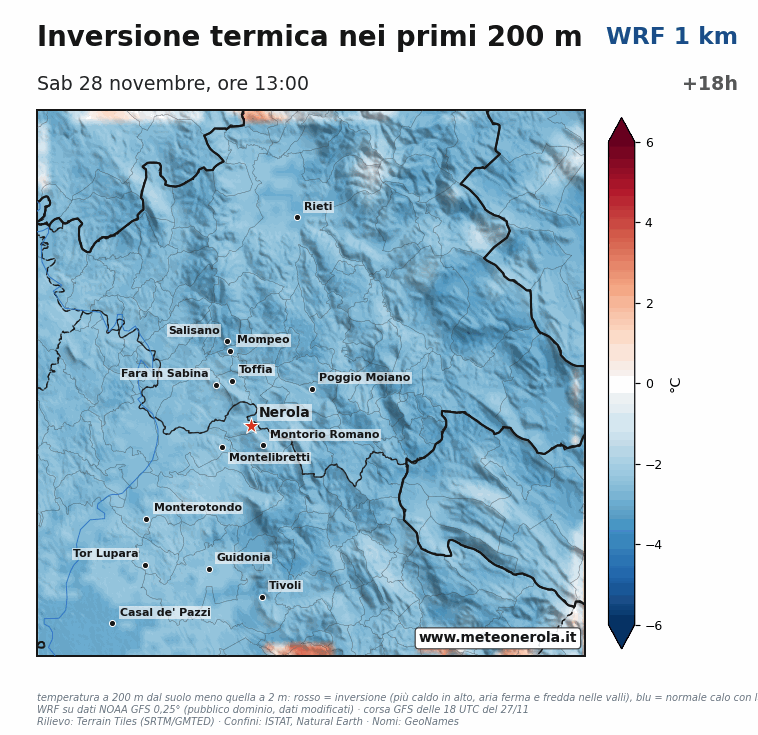 Inversione termica nei primi 200 m WRF 1 km
Sab 28 novembre, ore 13:00 +18h
Rieti
Salisano
Mompeo
Toffia
Fara in Sabina
Poggio Moiano
Nerola
Montorio Romano
Montelibretti
Monterotondo
Tor Lupara
Guidonia
Tivoli
Casal de' Pazzi
www.meteonerola.it
6
4
2
0
−2
−4
−6
°C
temperatura a 200 m dal suolo meno quella a 2 m: rosso = inversione (più caldo in alto, aria ferma e fredda nelle valli), blu = normale calo con
WRF su dati NOAA GFS 0,25° (pubblico dominio, dati modificati) · corsa GFS delle 18 UTC del 27/11
Rilievo: Terrain Tiles (SRTM/GMTED) · Confini: ISTAT, Natural Earth · Nomi: GeoNames